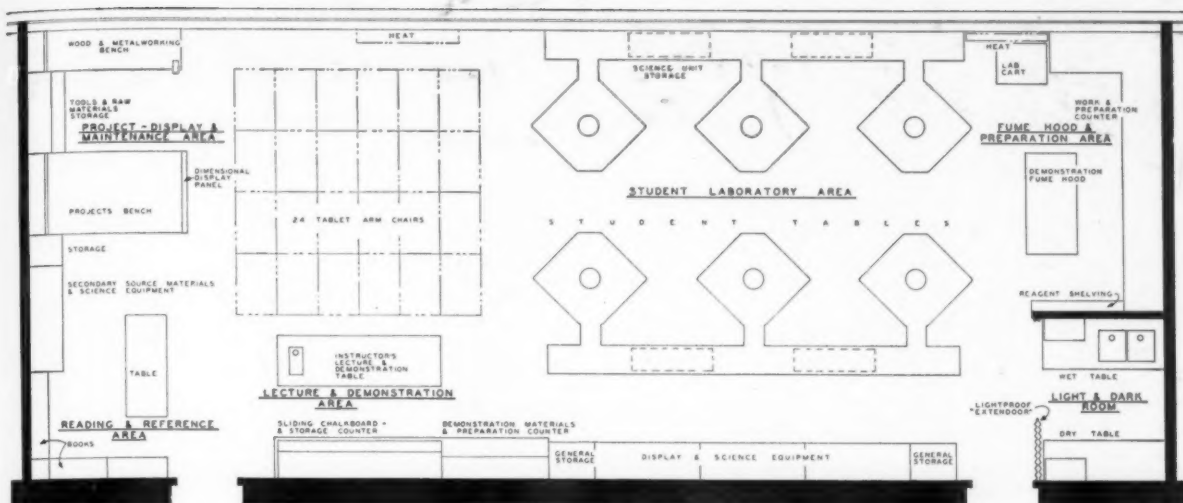 WOOD & METALWORKING
BENCH
TOOLS & RAW
MATERIALS
STORAGE
PROJECT - DISPLAY &
MAINTENANCE AREA
DIMENSIONAL
DISPLAY
PANEL
PROJECTS BENCH
STORAGE
SECONDARY SOURCE MATERIALS
& SCIENCE EQUIPMENT
TABLE
READING & REFERENCE
AREA
BOOKS
HEAT
24 TABLET ARM CHAIRS
INSTRUCTOR'S
LECTURE &
DEMONSTRATION
TABLE
LECTURE & DEMONSTRATION
AREA
SLIDING CHALKBOARD -
& STORAGE COUNTER
DEMONSTRATION MATERIALS
& PREPARATION COUNTER
GENERAL
STORAGE
DISPLAY & SCIENCE EQUIPMENT
GENERAL
STORAGE
SCIENCE UNIT
STORAGE
STUDENT LABORATORY AREA
STUDENT TABLES
HEAT
LAB
CART
WORK &
PREPARATION
COUNTER
FUME HOOD &
PREPARATION AREA
DEMONSTRATION
FUME HOOD
REAGENT SHELVING
WET TABLE
LIGHT & DARK
ROOM
LIGHTPROOF
"EXTENDOOR"
DRY TABLE